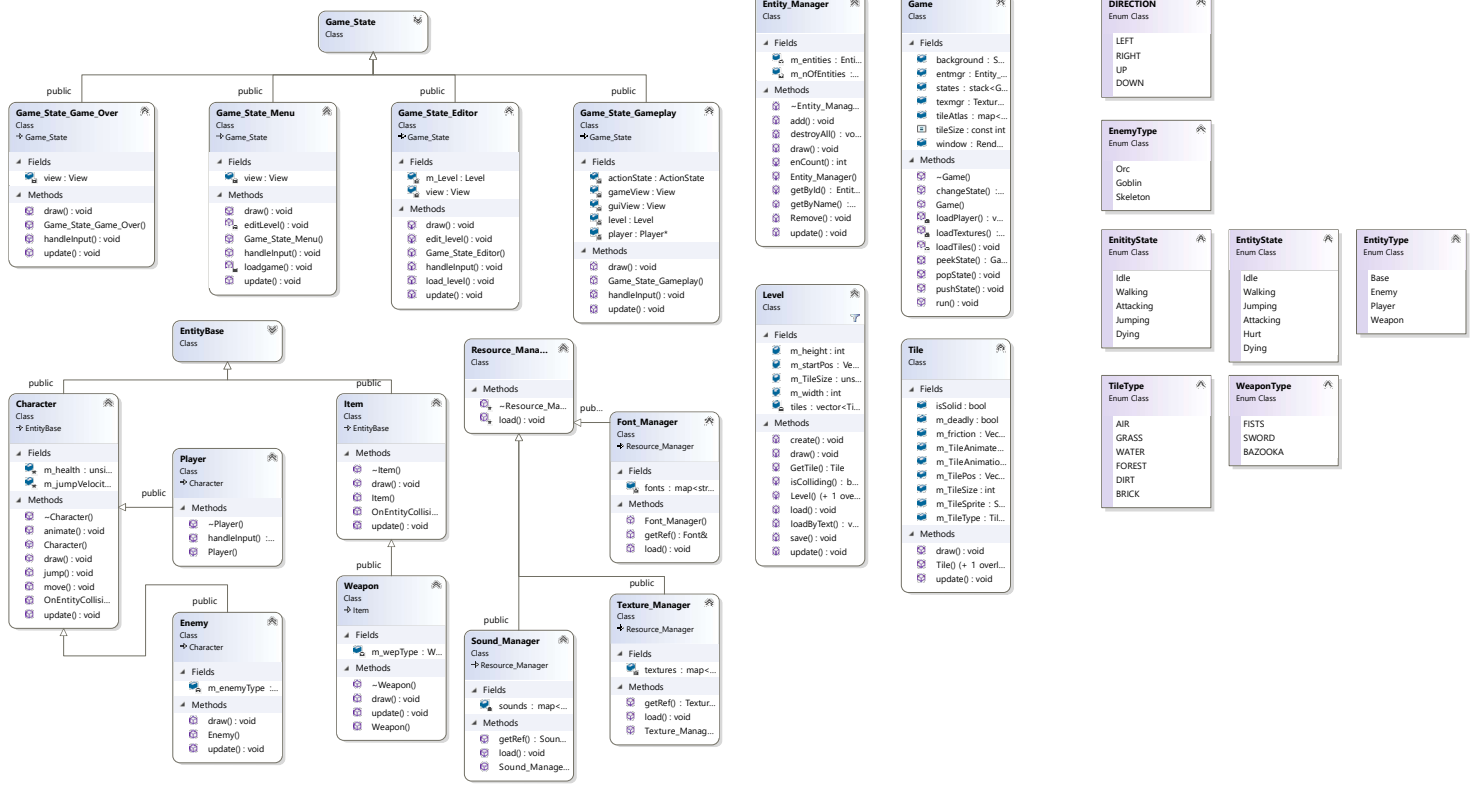 Game_State
Class
public
public
public
public
Game_State_Game_Over
Class
Game_State
Fields
view : View
Methods
draw() : void
Game_State_Game_Over()
handleInput() : void
update() : void
Game_State_Menu
Class
Game_State
Fields
view : View
Methods
draw() : void
editLevel() : void
Game_State_Menu()
handleInput() : void
loadgame() : void
update() : void
Game_State_Editor
Class
Game_State
Fields
m_Level : Level
view : View
Methods
draw() : void
edit_level() : void
Game_State_Editor()
handleInput() : void
load_level() : void
update() : void
Game_State_Gameplay
Class
Game_State
Fields
actionState : ActionState
gameView : View
guiView : View
level : Level
player : Player*
Methods
draw() : void
Game_State_Gameplay()
handleInput() : void
update() : void
EntityBase
Class
public
public
Character
Class
EntityBase
Fields
m_health : unsi...
m_jumpVelocit...
Methods
~Character()
animate() : void
Character()
draw() : void
jump() : void
move() : void
OnEntityCollisi...
update() : void
public
Player
Class
Character
Methods
~Player()
handleInput() :...
Player()
public
Enemy
Class
Character
Fields
m_enemyType :...
Methods
draw() : void
Enemy()
update() : void
Item
Class
EntityBase
Methods
~Item()
draw() : void
Item()
OnEntityCollisi...
update() : void
public
Weapon
Class
Item
Fields
m_wepType : W...
Methods
~Weapon()
draw() : void
update() : void
Weapon()
Resource_Mana...
Class
Methods
~Resource_Ma...
load() : void
pub...
Font_Manager
Class
Resource_Manager
Fields
fonts : map<str...
Methods
Font_Manager()
getRef() : Font&
load() : void
public
Sound_Manager
Class
Resource_Manager
Fields
sounds : map<...
Methods
getRef() : Soun...
load() : void
Sound_Manage...
public
Texture_Manager
Class
Resource_Manager
Fields
textures : map<...
Methods
getRef() : Textur...
load() : void
Texture_Manag...
Entity_Manager
Class
Fields
m_entities : Enti...
m_nOfEntities :...
Methods
~Entity_Manag...
add() : void
destroyAll() : vo...
draw() : void
enCount() : int
Entity_Manager()
getById() : Entit...
getByName() :...
Remove() : void
update() : void
Level
Class
Fields
m_height : int
m_startPos : Ve...
m_TileSize : uns...
m_width : int
tiles : vector<Ti...
Methods
create() : void
draw() : void
GetTile() : Tile
isColliding() : b...
Level() (+ 1 ove...
load() : void
loadByText() : v...
save() : void
update() : void
Game
Class
Fields
background : S...
entmgr : Entity_...
states : stack<G...
texmgr : Textur...
tileAtlas : map<...
tileSize : const int
window : Rend...
Methods
~Game()
changeState() :...
Game()
loadPlayer() : v...
loadTextures() :...
loadTiles() : void
peekState() : Ga...
popState() : void
pushState() : void
run() : void
Tile
Class
Fields
isSolid : bool
m_deadly : bool
m_friction : Vec...
m_TileAnimate...
m_TileAnimatio...
m_TilePos : Vec...
m_TileSize : int
m_TileSprite : S...
m_TileType : Til...
Methods
draw() : void
Tile() (+ 1 overl...
update() : void
DIRECTION
Enum Class
LEFT
RIGHT
UP
DOWN
EnemyType
Enum Class
Orc
Goblin
Skeleton
EnitityState
Enum Class
Idle
Walking
Attacking
Jumping
Dying
EntityState
Enum Class
Idle
Walking
Jumping
Attacking
Hurt
Dying
EntityType
Enum Class
Base
Enemy
Player
Weapon
TileType
Enum Class
AIR
GRASS
WATER
FOREST
DIRT
BRICK
WeaponType
Enum Class
FISTS
SWORD
BAZOOKA